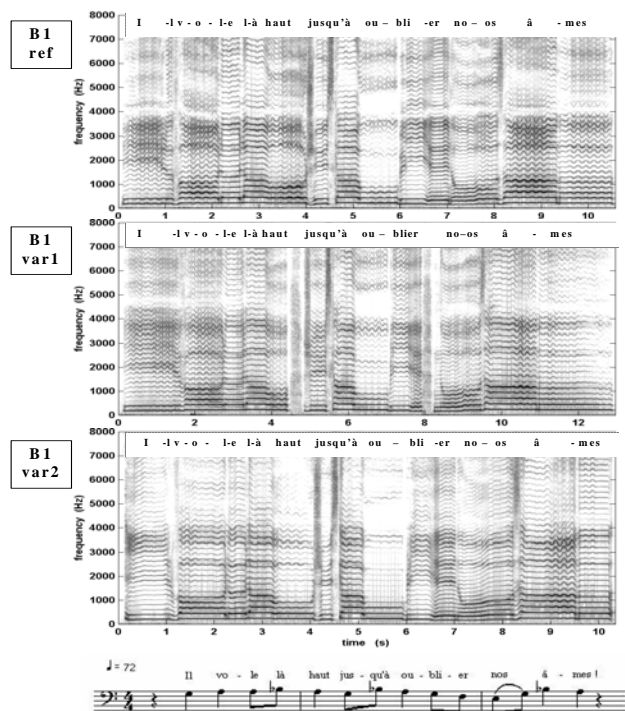 B1
ref
I -lv-o-l-e l-à haut jusqu'à ou-bli-er no-os â-mes
8000
7000
6000
5000
4000
3000
2000
1000
0
frequency (Hz)
0 1 2 3 4 5 6 7 8 9 10
B1
var1
I -lv-o-l-e l-à haut jusqu'à ou-blier no-os â-mes
8000
7000
6000
5000
4000
3000
2000
1000
0
frequency (Hz)
2 4 6 8 10 12
B1
var2
I -lv-o-l-e l-à haut jusqu'à ou-bli-er no-os â-mes
8000
7000
6000
5000
4000
3000
2000
1000
0
frequency (Hz)
0 1 2 3 4 5 6 7 8 9 10
time (s)
♩ = 72
Il vo-le là haut jus-qu'à ou-bli-er nos â-mes !